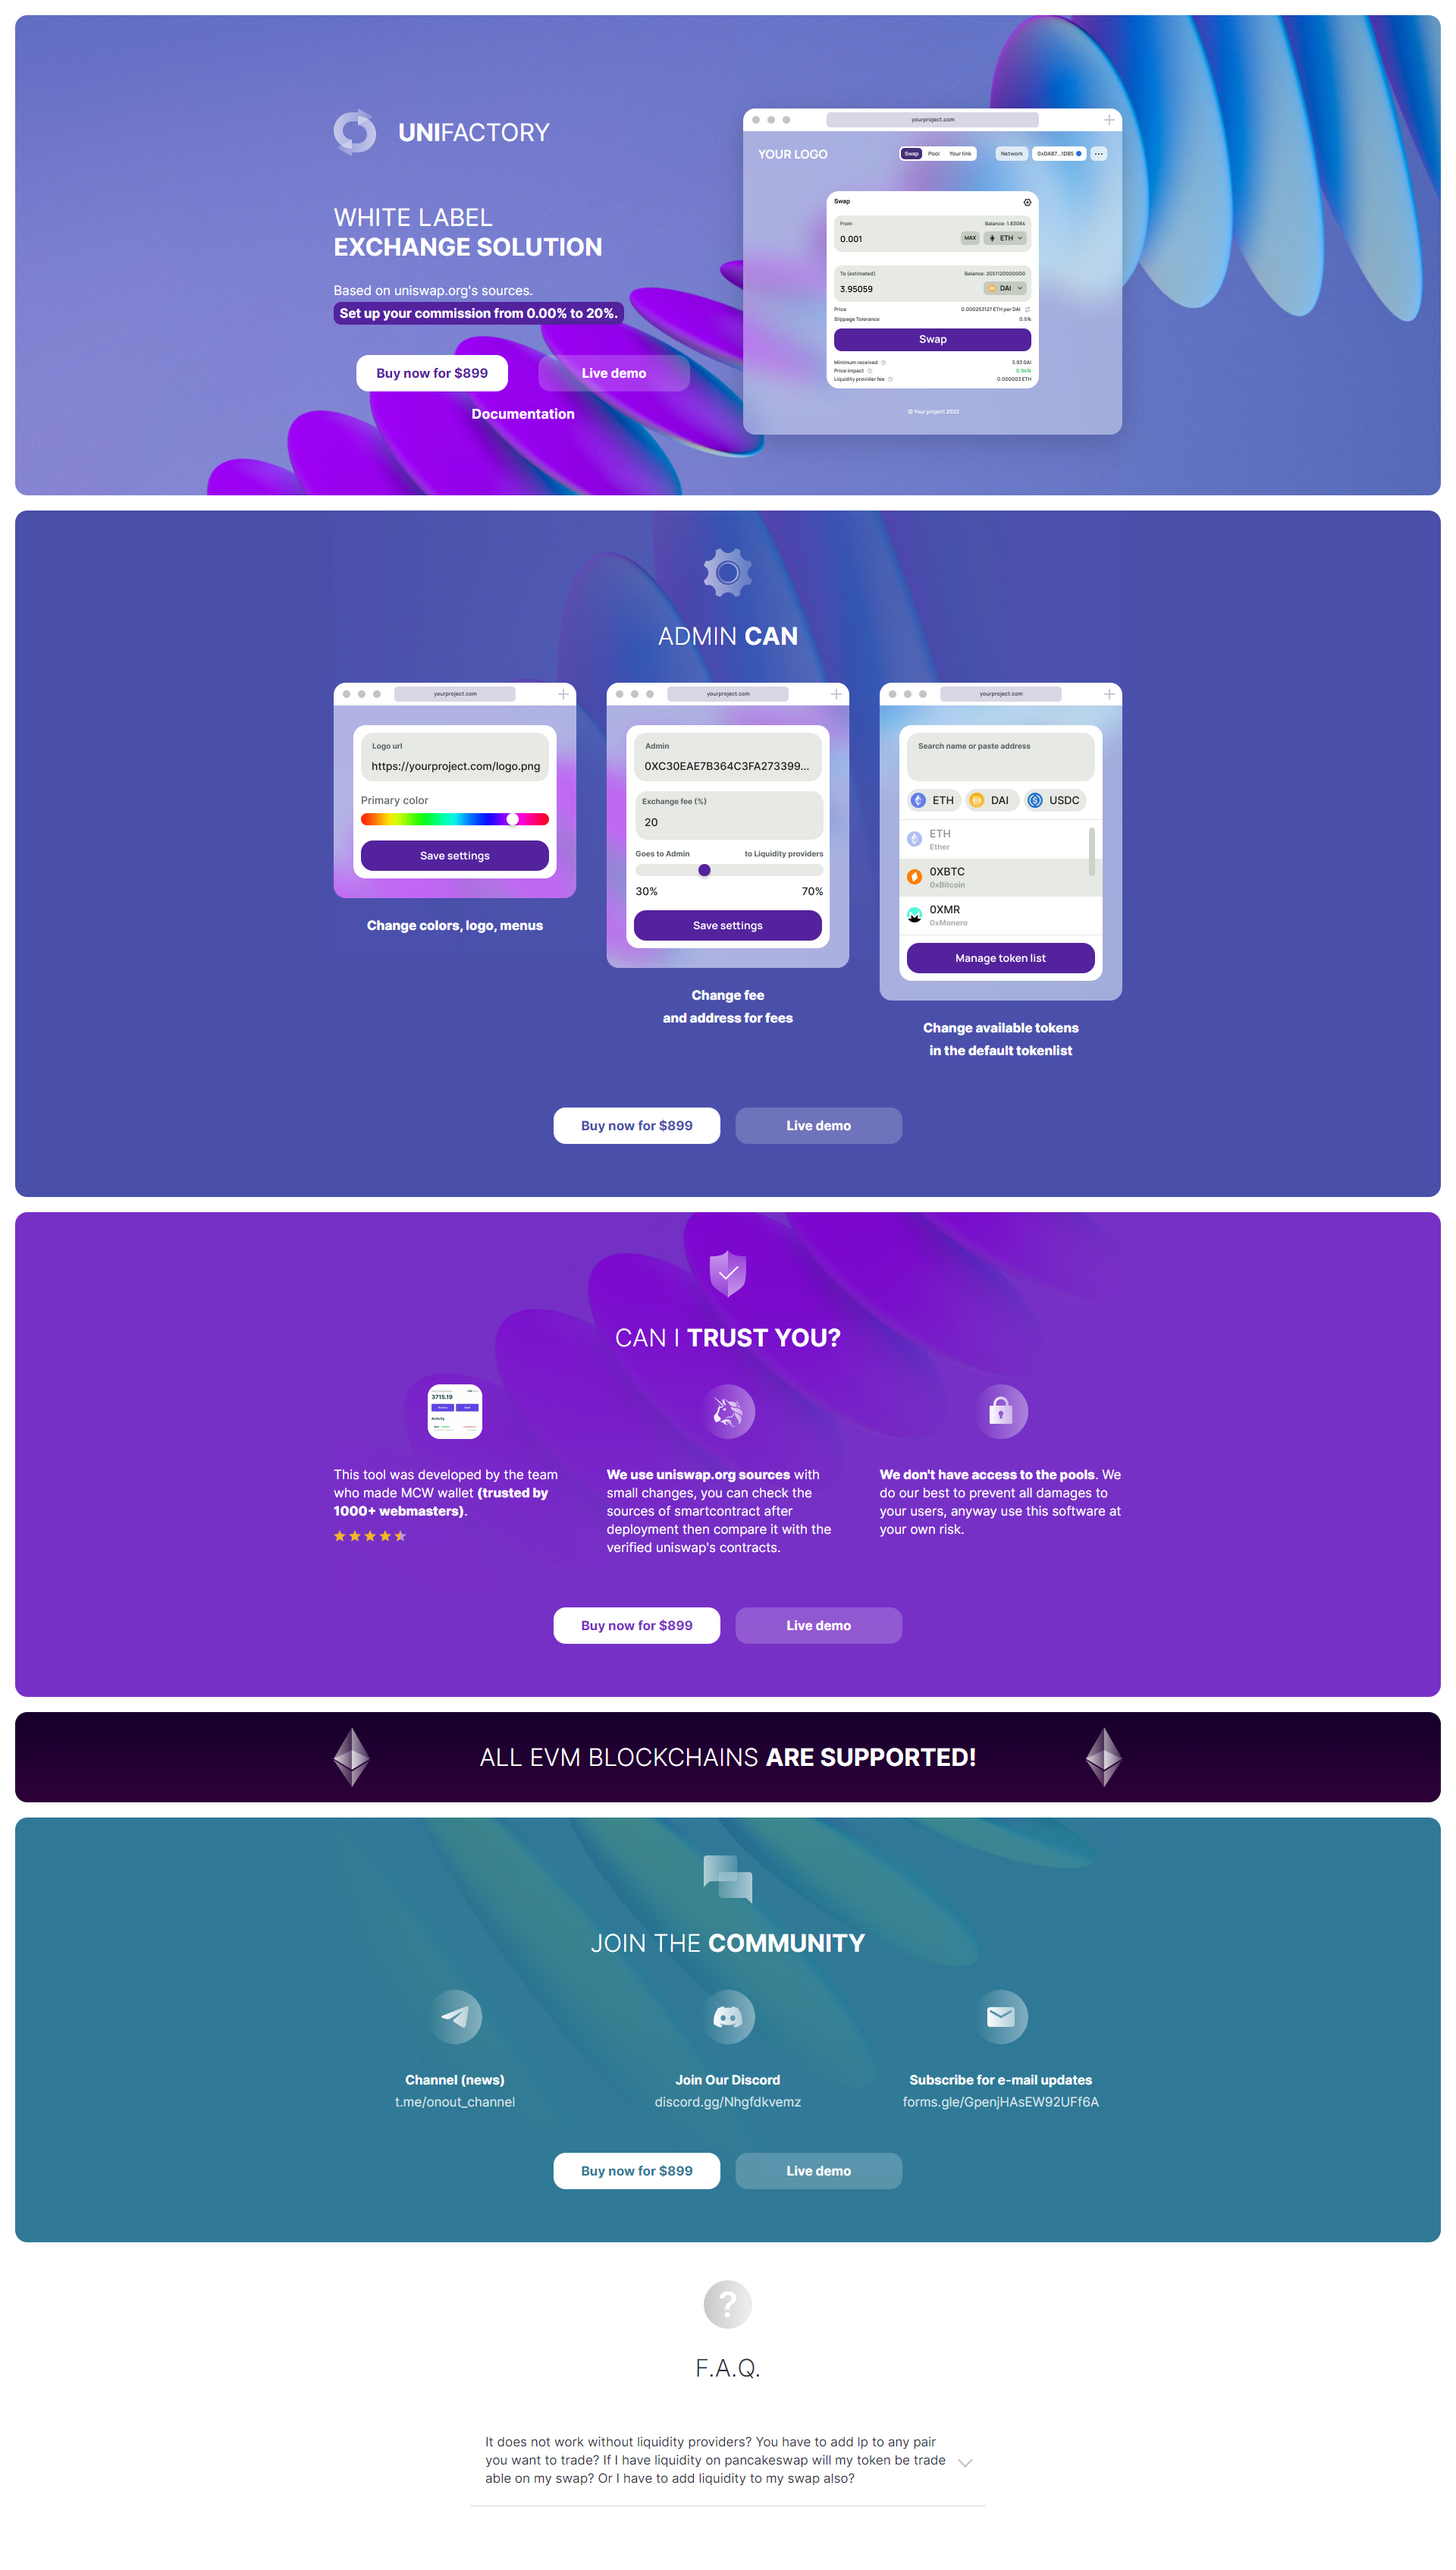 UNIFACTORY
WHITE LABEL
EXCHANGE SOLUTION
Based on uniswap.org's sources.
Set up your commission from 0.00% to 20%.
Buy now for $899
Live demo
Documentation
yourproject.com
YOUR LOGO
Swap
Pool
Your link
Network
0xDA87...1DB5
Swap
From
Balance: 1.83084
0.001
MAX
ETH
To (estimated)
Balance: 2051120000000
3.95059
DAI
Price
0.000253127 ETH per DAI
Slippage Tolerance
0.5%
Swap
Minimum received
3.93 DAI
Price impact
0.94%
Liquidity provider fee
0.000003 ETH
© Your project 2022
ADMIN CAN
yourproject.com
Logo url
https://yourproject.com/logo.png
Primary color
Save settings
Change colors, logo, menus
yourproject.com
Admin
0XC30EAE7B364C3FA273399...
Exchange fee (%)
20
Goes to Admin
to Liquidity providers
30%
70%
Save settings
Change fee
and address for fees
yourproject.com
Search name or paste address
ETH
DAI
USDC
ETH
Ether
0XBTC
0xBitcoin
0XMR
0xMonero
Manage token list
Change available tokens
in the default tokenlist
Buy now for $899
Live demo
CAN I TRUST YOU?
3715.19
Activity
This tool was developed by the team
who made MCW wallet (trusted by
1000+ webmasters).
We use uniswap.org sources with
small changes, you can check the
sources of smartcontract after
deployment then compare it with the
verified uniswap's contracts.
We don't have access to the pools. We
do our best to prevent all damages to
your users, anyway use this software at
your own risk.
Buy now for $899
Live demo
ALL EVM BLOCKCHAINS ARE SUPPORTED!
JOIN THE COMMUNITY
Channel (news)
t.me/onout_channel
Join Our Discord
discord.gg/Nhgfdkvemz
Subscribe for e-mail updates
forms.gle/GpenjHAsEW92UFf6A
Buy now for $899
Live demo
?
F.A.Q.
It does not work without liquidity providers? You have to add lp to any pair
you want to trade? If I have liquidity on pancakeswap will my token be trade
able on my swap? Or I have to add liquidity to my swap also?